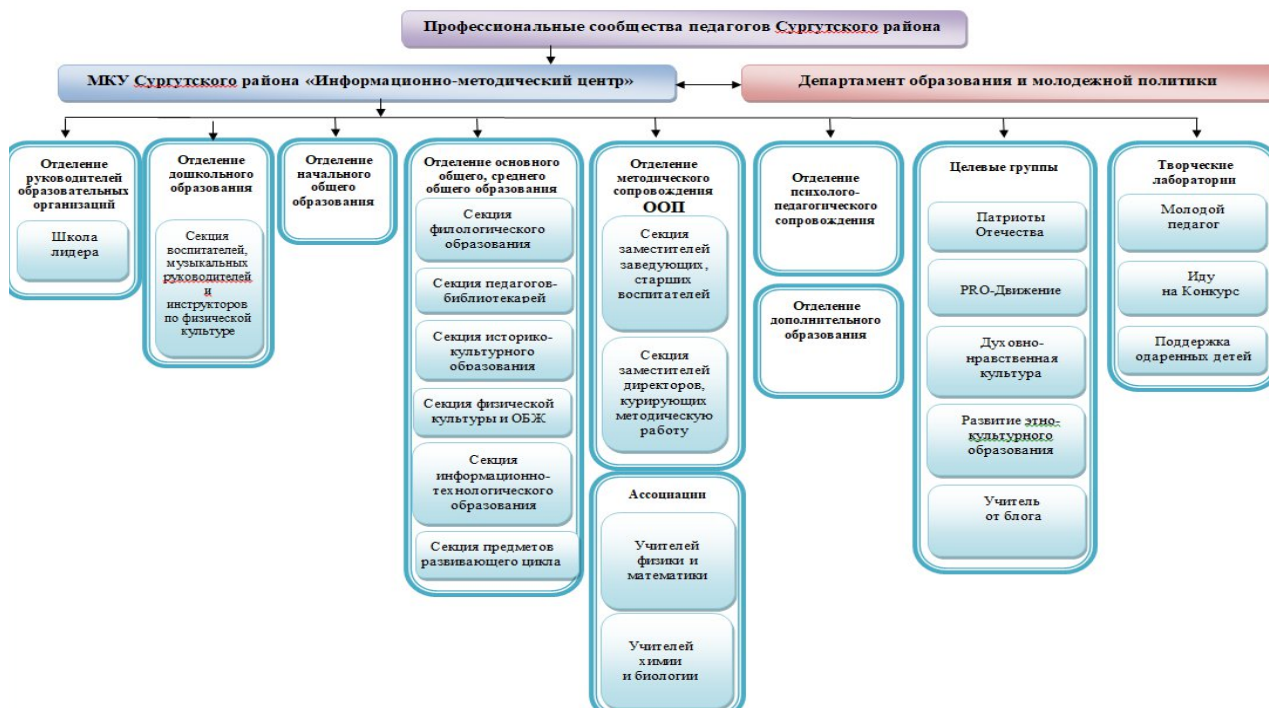 Профессиональные сообщества педагогов Сургутского района
МКУ Сургутского района «Информационно-методический центр»
Департамент образования и молодежной политики
Отделение
руководителей
образовательных
организаций
Школа
лидера
Отделение
дошкольного
образования
Секция
воспитателей,
музыкальных
руководителей
и
инструкторов
по физической
культуре
Отделение
начального
общего
образования
Отделение основного
общего, среднего
общего образования
Секция
филологического
образования
Секция педагогов-
библиотекарей
Секция историко-
культурного
образования
Секция физической
культуры и ОБЖ
Секция
информационно-
технологического
образования
Секция предметов
развивающего цикла
Отделение
методического
сопровождения
ООП
Секция
заместителей
заведующих,
старших
воспитателей
Секция
заместителей
директоров,
курирующих
методическую
работу
Ассоциации
Учителей
физики и
математики
Учителей
химии
и биологии
Отделение
психолого-
педагогического
сопровождения
Отделение
дополнительного
образования
Целевые группы
Патриоты
Отечества
PRO-Движение
Духовно-
нравственная
культура
Развитие этно-
культурного
образования
Учитель
от блога
Творческие
лаборатории
Молодой
педагог
Иду
на Конкурс
Поддержка
одаренных детей